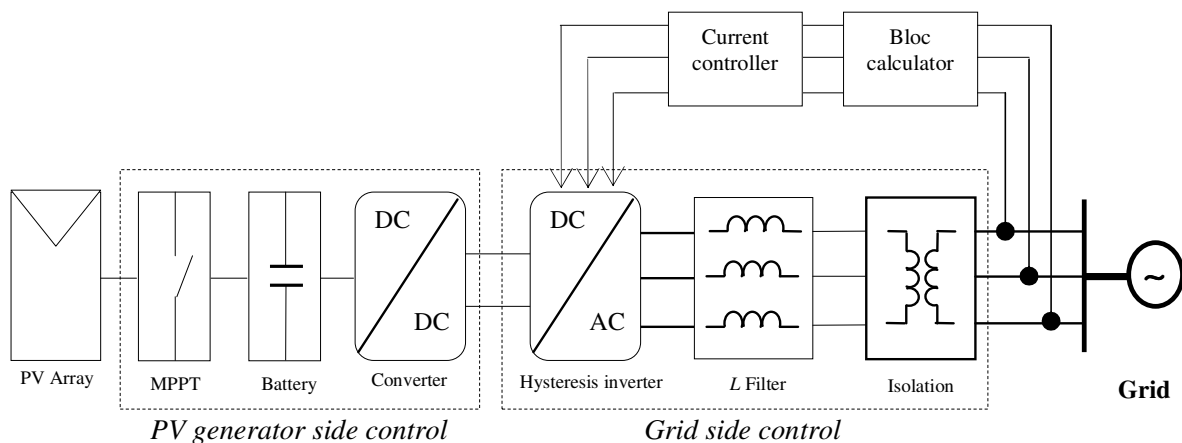 Current
controller
Bloc
calculator
DC
DC
DC
AC
~
PV Array
MPPT
Battery
Converter
Hysteresis inverter
L Filter
Isolation
Grid
PV generator side control
Grid side control